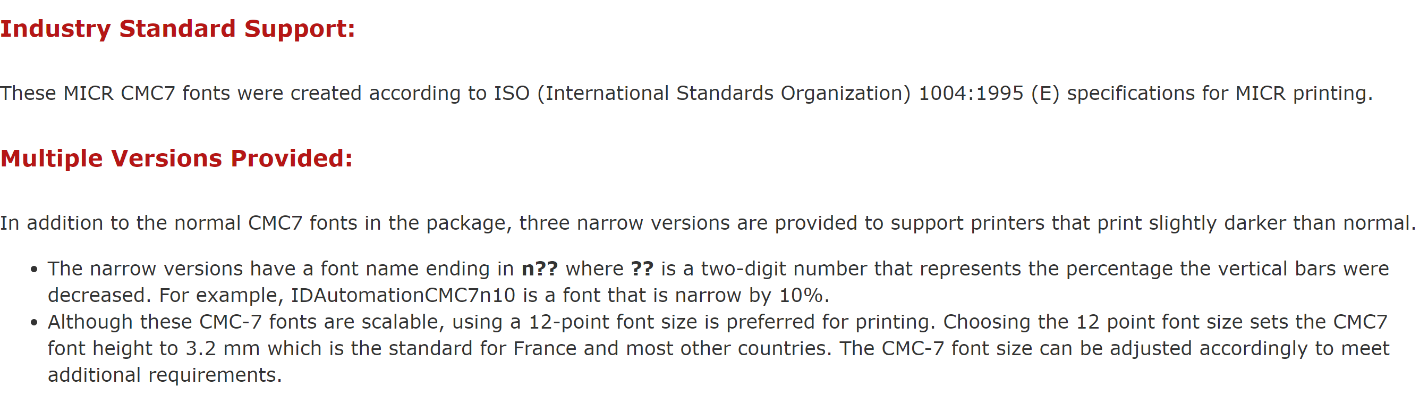 Industry Standard Support:
These MICR CMC7 fonts were created according to ISO (International Standards Organization) 1004:1995 (E) specifications for MICR printing.
Multiple Versions Provided:
In addition to the normal CMC7 fonts in the package, three narrow versions are provided to support printers that print slightly darker than normal.
• The narrow versions have a font name ending in n?? where ?? is a two-digit number that represents the percentage the vertical bars were
decreased. For example, IDAutomationCMC7n10 is a font that is narrow by 10%.
• Although these CMC-7 fonts are scalable, using a 12-point font size is preferred for printing. Choosing the 12 point font size sets the CMC7
font height to 3.2 mm which is the standard for France and most other countries. The CMC-7 font size can be adjusted accordingly to meet
additional requirements.